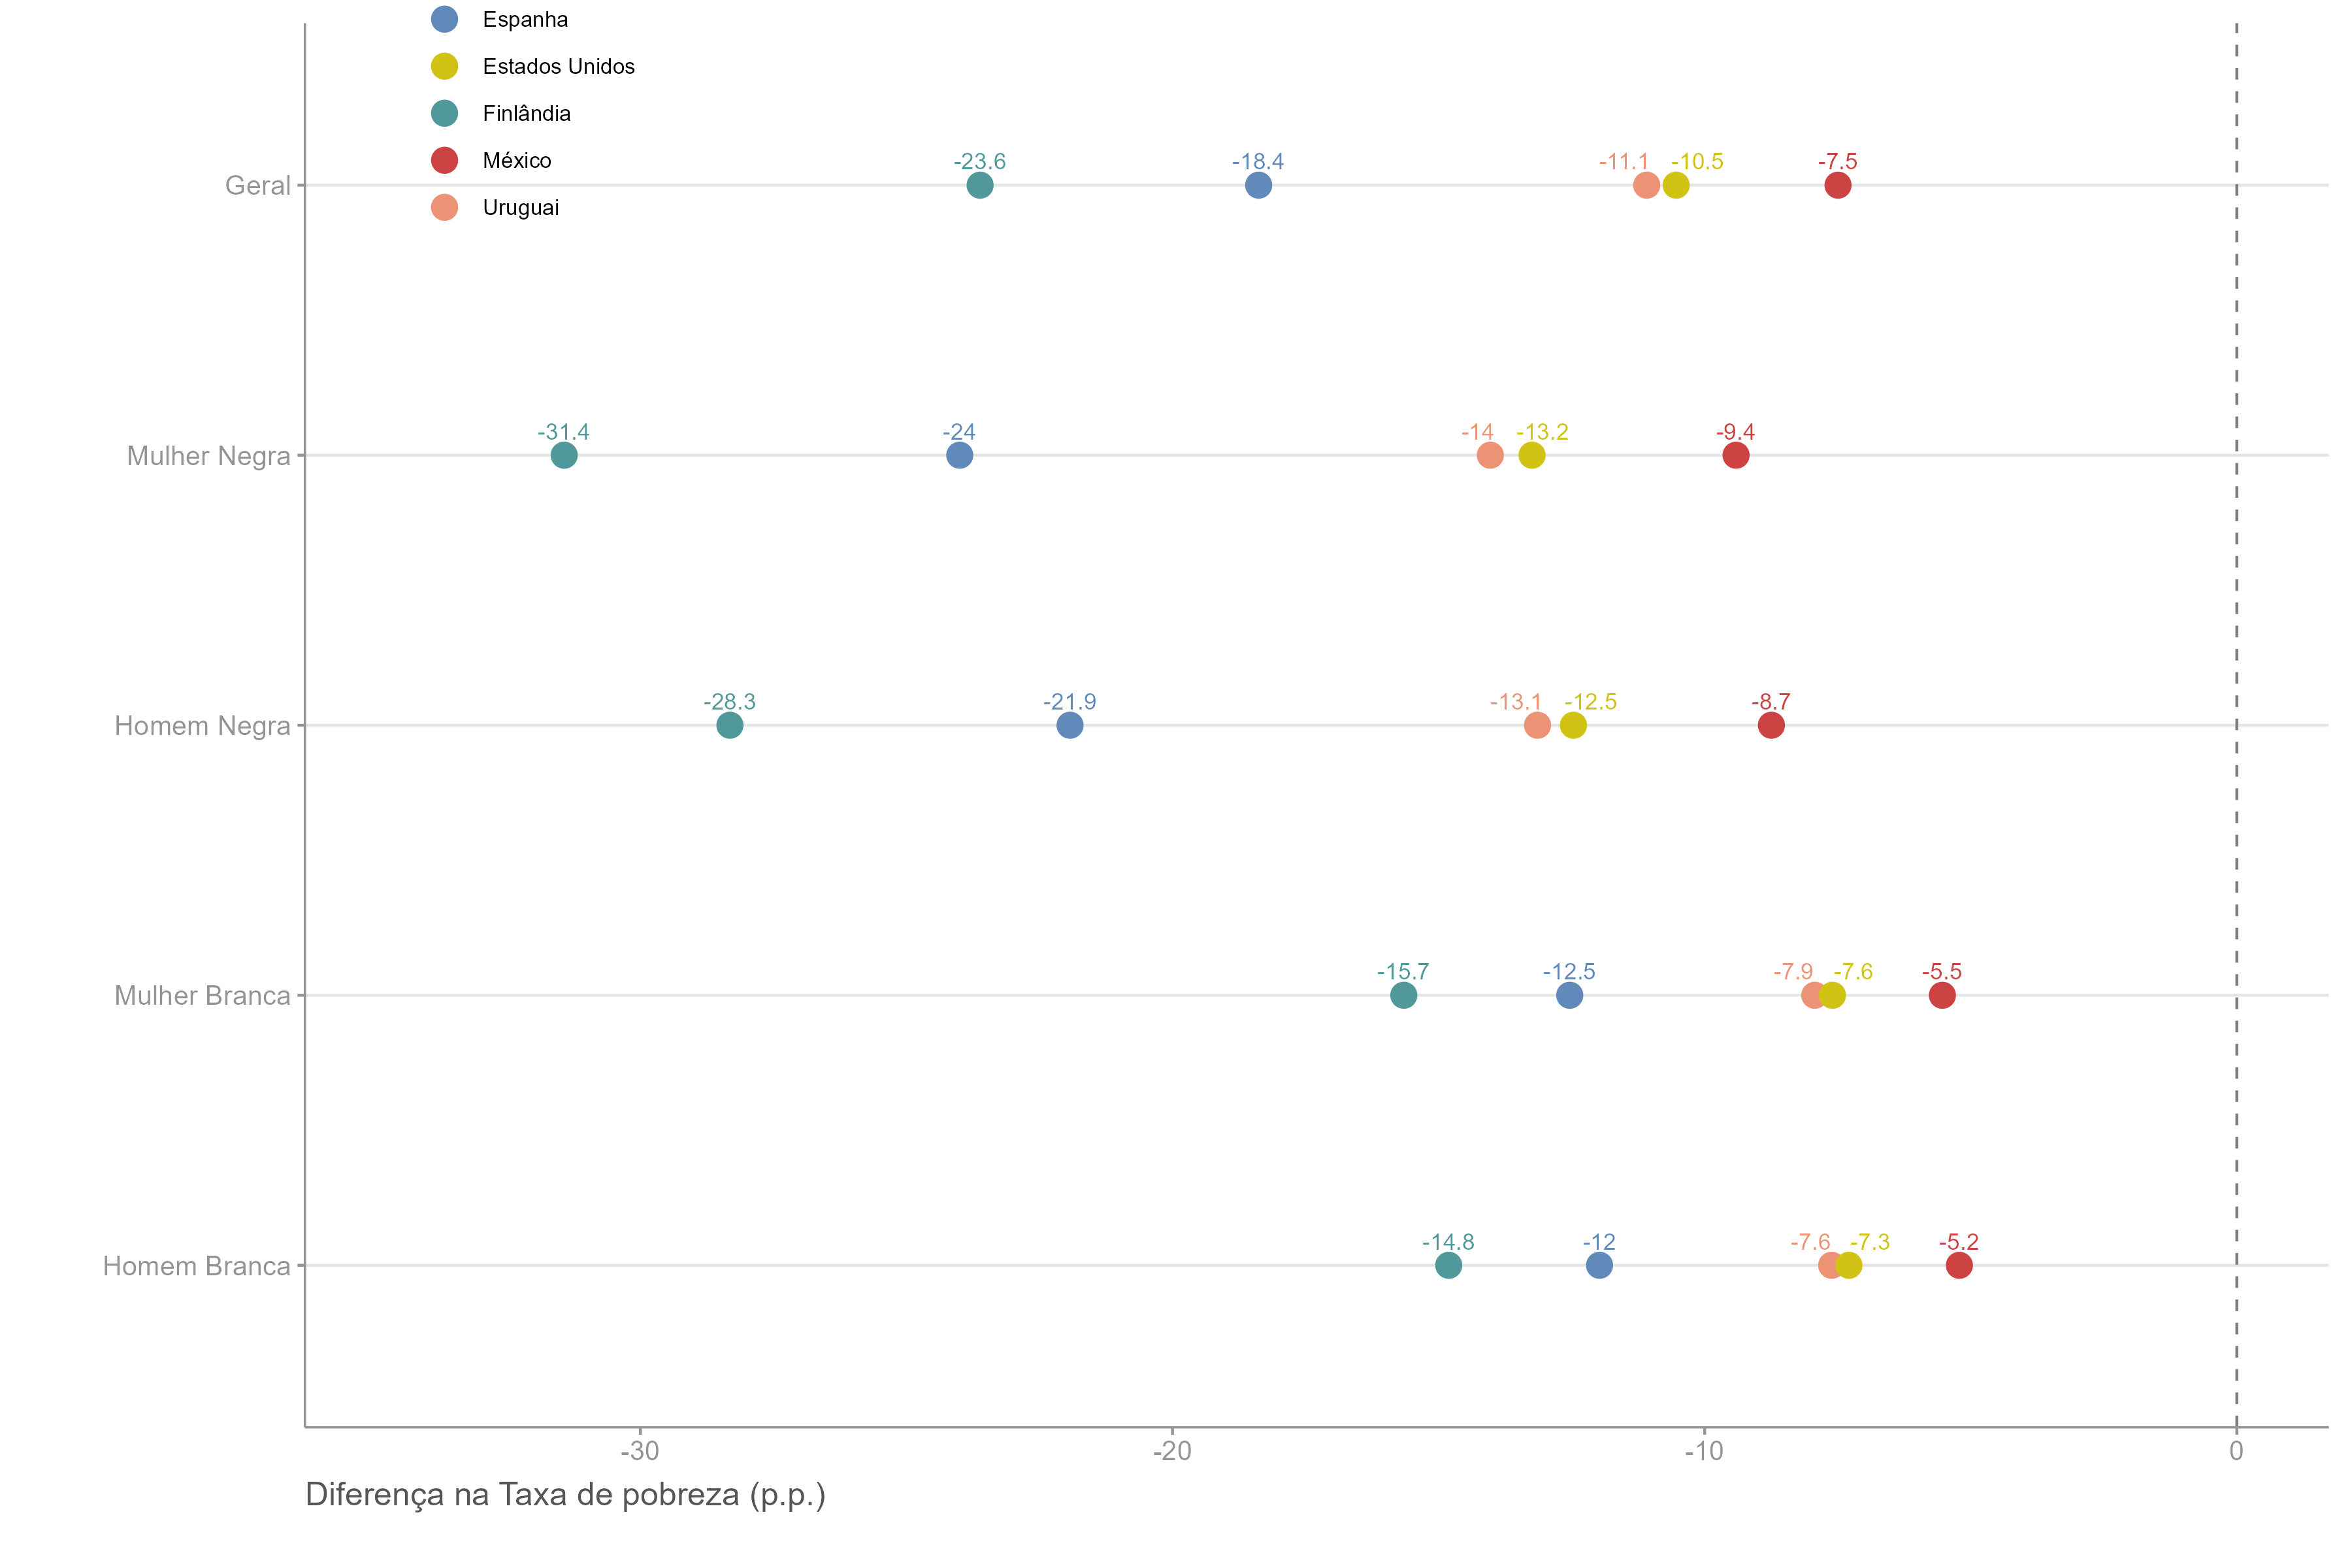 Espanha
Estados Unidos
Finlândia
México
Uruguai
Geral
-23.6 -18.4 -11.1 -10.5 -7.5
Mulher Negra
-31.4 -24 -14 -13.2 -9.4
Homem Negra
-28.3 -21.9 -13.1 -12.5 -8.7
Mulher Branca
-15.7 -12.5 -7.9 -7.6 -5.5
Homem Branca
-14.8 -12 -7.6 -7.3 -5.2
-30 -20 -10 0
Diferença na Taxa de pobreza (p.p.)